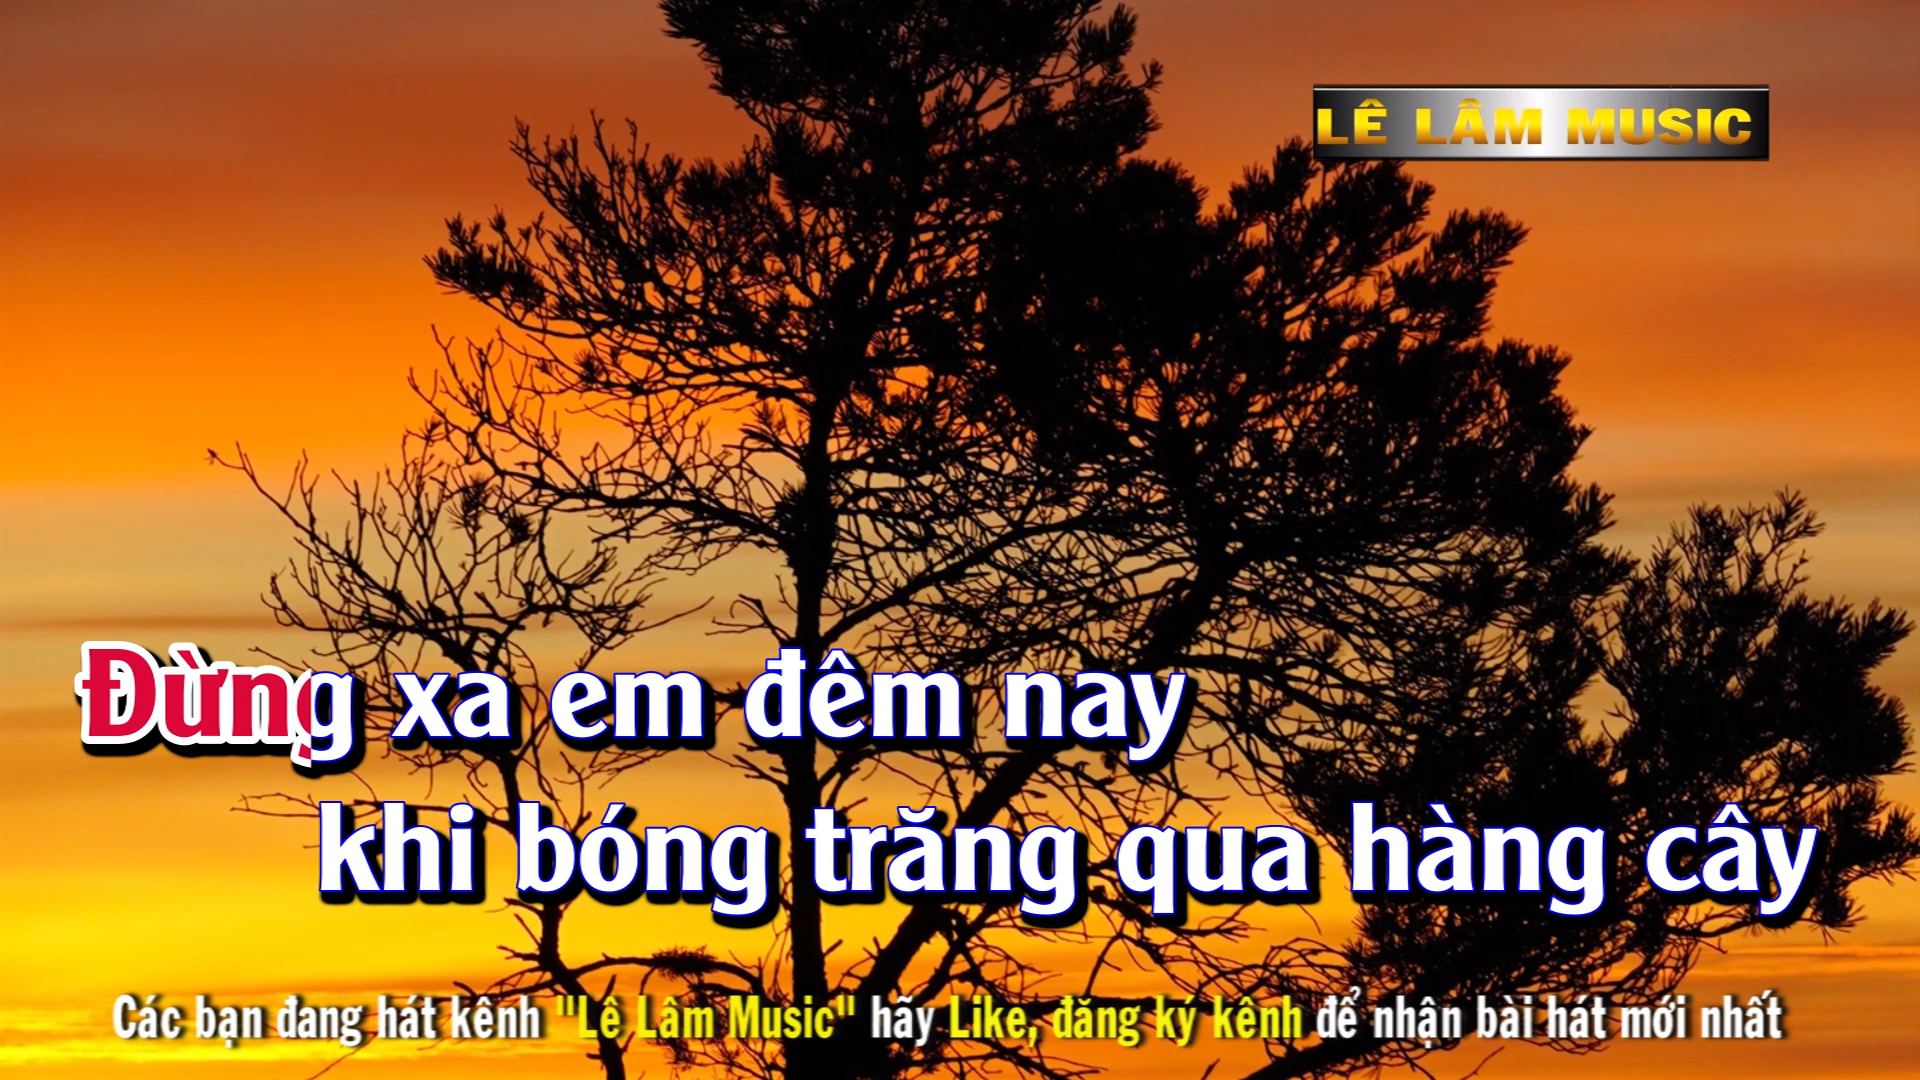 LÊ LÂM MUSIC
Đừng xa em đêm nay
khi bóng trăng qua hàng cây
Các bạn đang hát kênh "Lê Lâm Music" hãy Like, đăng ký kênh để nhận bài hát mới nhất